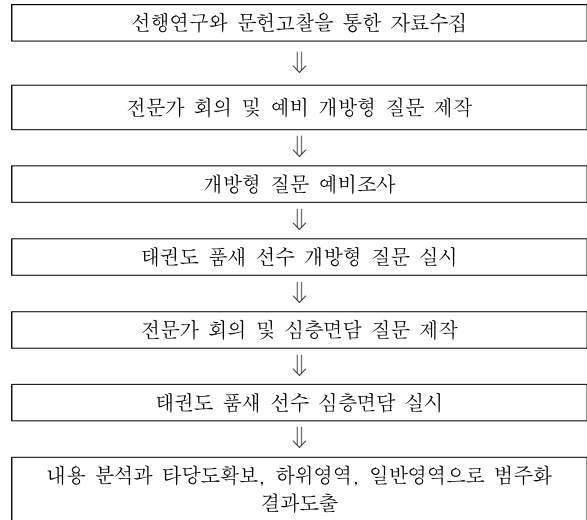 선행연구와 문헌고찰을 통한 자료수집
⇓
전문가 회의 및 예비 개방형 질문 제작
⇓
개방형 질문 예비조사
⇓
태권도 품새 선수 개방형 질문 실시
⇓
전문가 회의 및 심층면담 질문 제작
⇓
태권도 품새 선수 심층면담 실시
⇓
내용 분석과 타당도확보, 하위영역, 일반영역으로 범주화
결과도출